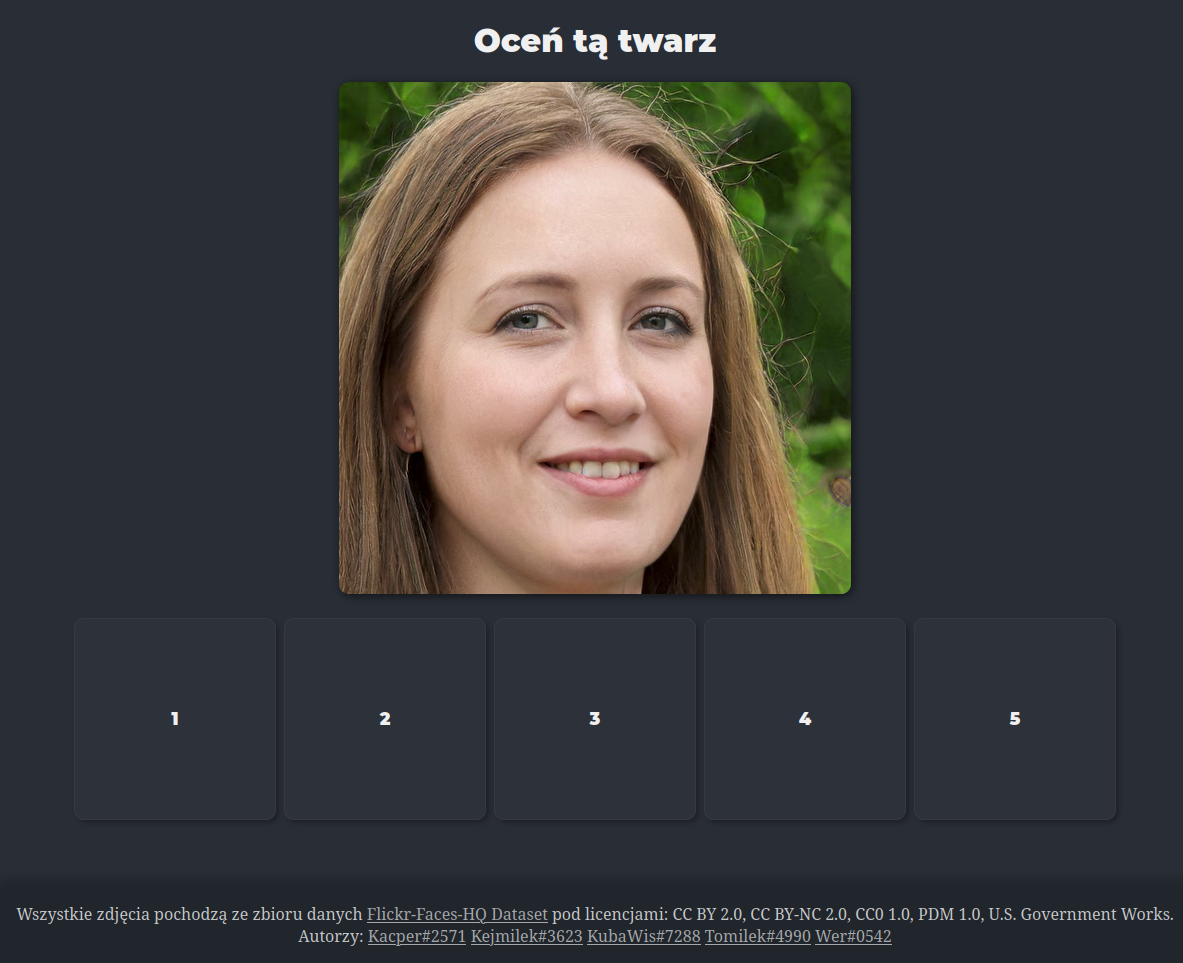 Oceń tą twarz
1
2
3
4
5
Wszystkie zdjęcia pochodzą ze zbioru danych Flickr-Faces-HQ Dataset pod licencjami: CC BY 2.0, CC BY-NC 2.0, CC0 1.0, PDM 1.0, U.S. Government Works.
Autorzy: Kacper#2571 Kejmilek#3623 KubaWis#7288 Tomilek#4990 Wer#0542